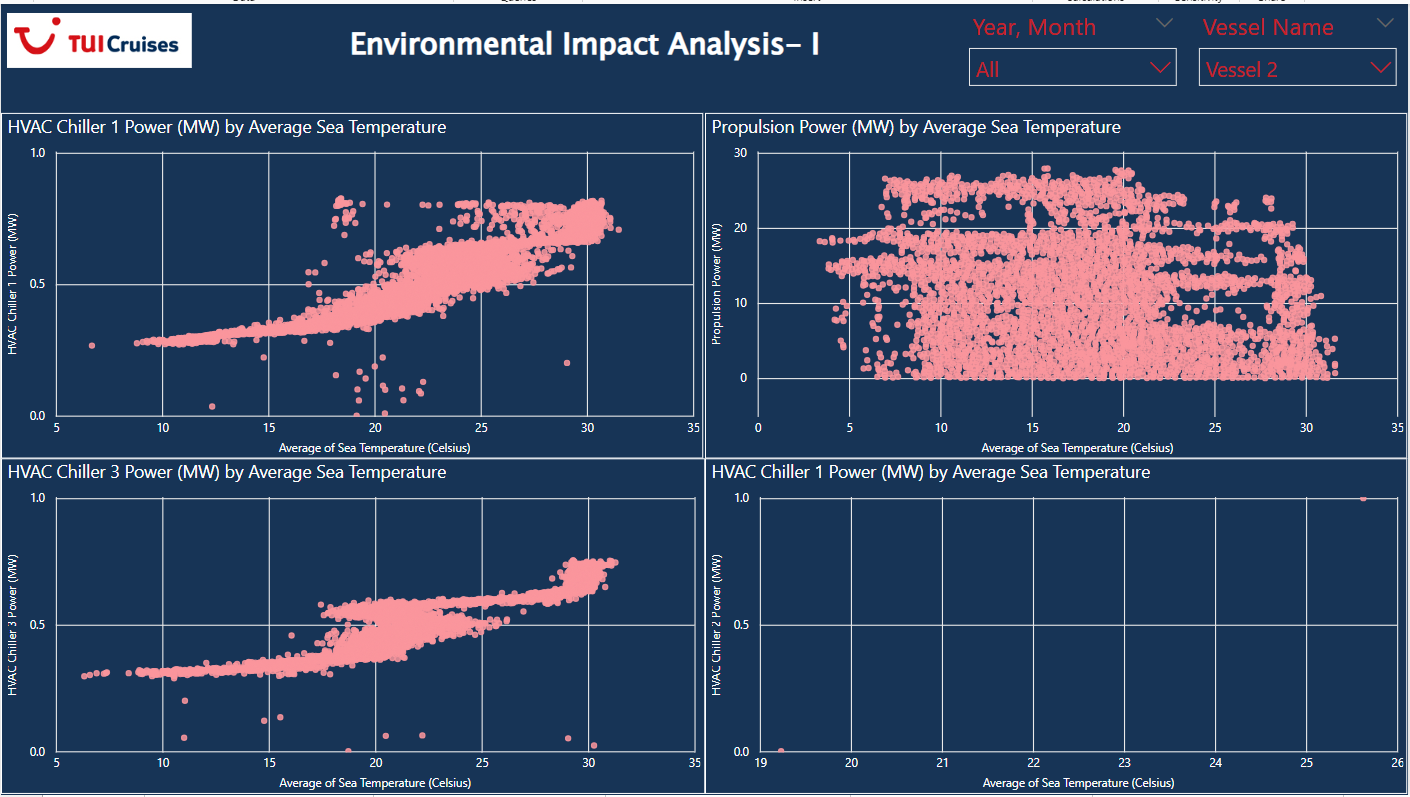 TUI Cruises
Environmental Impact Analysis– I
Year, Month
Vessel Name
All
Vessel 2
HVAC Chiller 1 Power (MW) by Average Sea Temperature
HVAC Chiller 1 Power (MW)
1.0
0.5
0.0
5 10 15 20 25 30 35
Average of Sea Temperature (Celsius)
Propulsion Power (MW) by Average Sea Temperature
Propulsion Power (MW)
30
20
10
0
0 5 10 15 20 25 30 35
Average of Sea Temperature (Celsius)
HVAC Chiller 3 Power (MW) by Average Sea Temperature
HVAC Chiller 3 Power (MW)
1.0
0.5
0.0
5 10 15 20 25 30 35
Average of Sea Temperature (Celsius)
HVAC Chiller 1 Power (MW) by Average Sea Temperature
HVAC Chiller 2 Power (MW)
1.0
0.5
0.0
19 20 21 22 23 24 25 26
Average of Sea Temperature (Celsius)